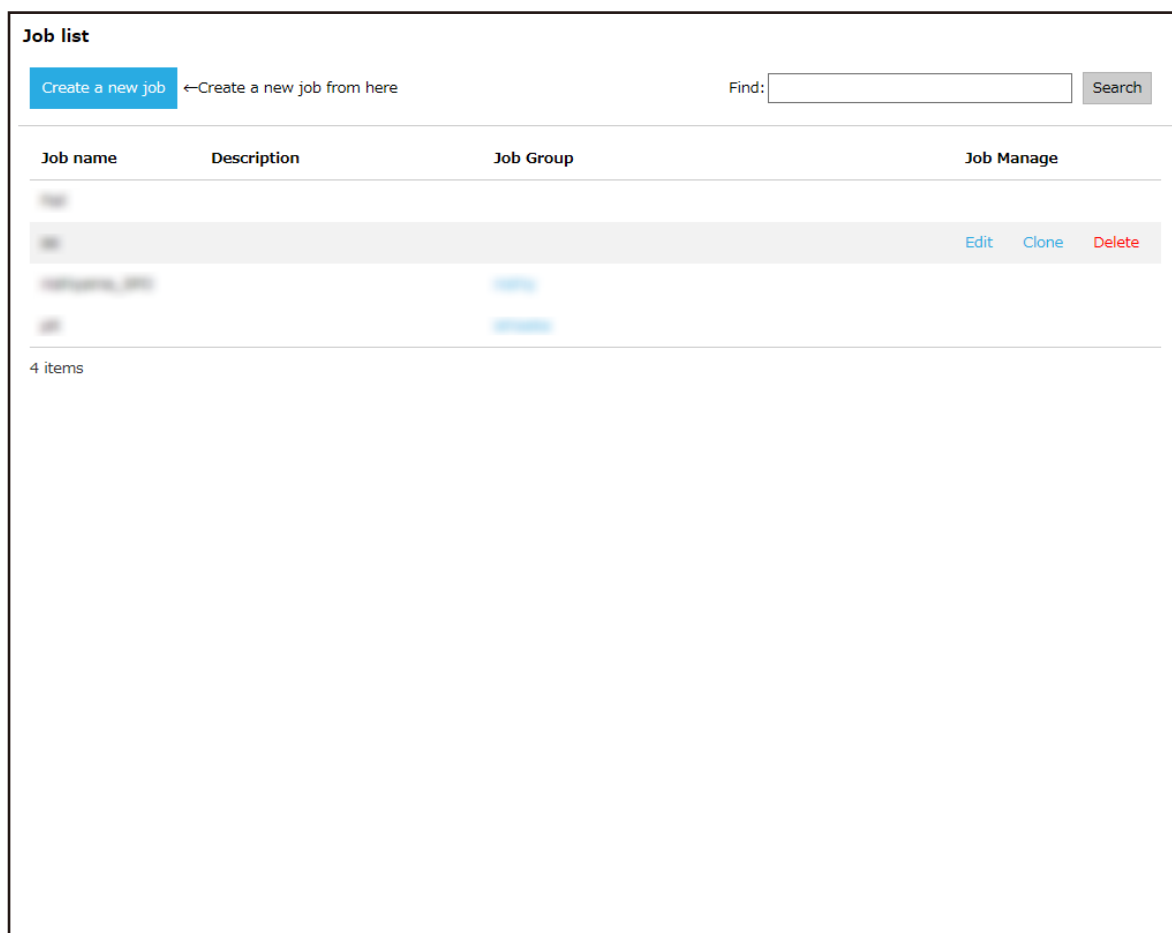 Job list
Create a new job ←Create a new job from here Find: Search
Job name Description Job Group Job Manage
Edit Clone Delete
4 items